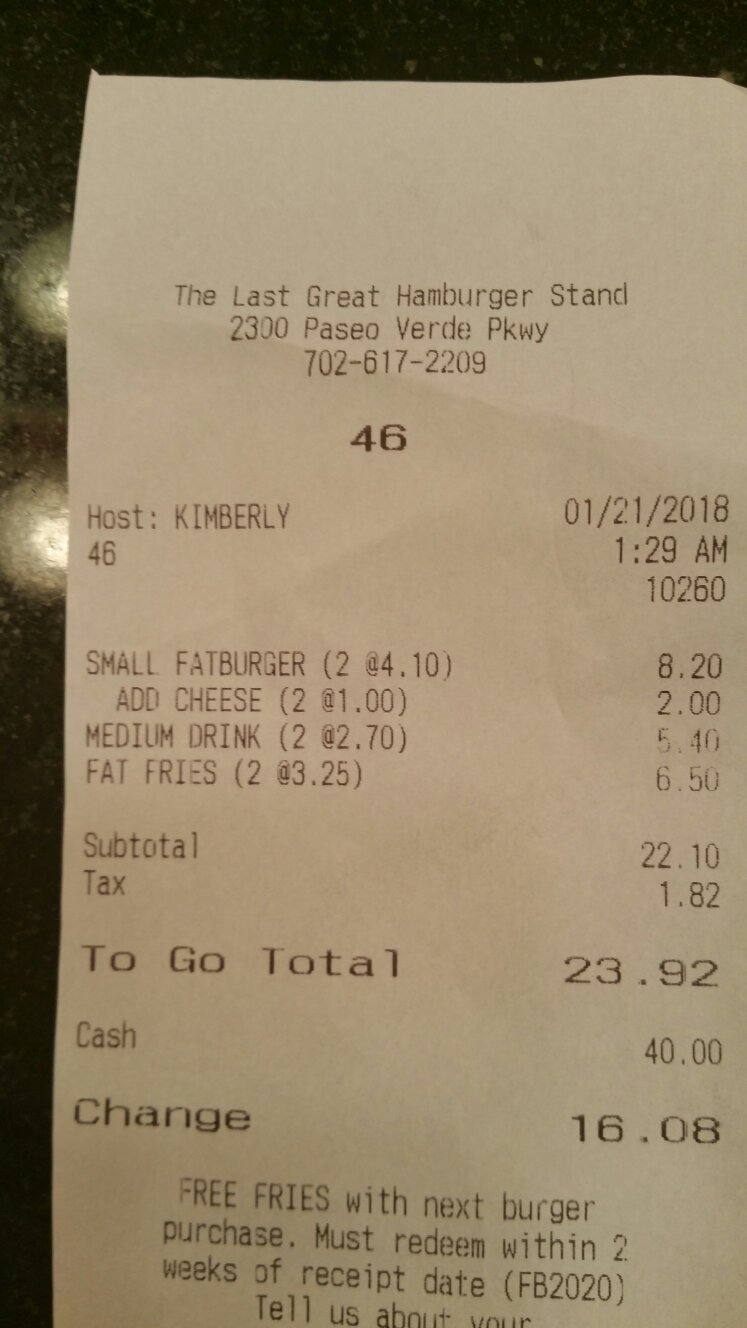 The Last Great Hamburger Stand
2300 Paseo Verde Pkwy
702-617-2209
46
Host: KIMBERLY 01/21/2018
46 1:29 AM
10260
SMALL FATBURGER (2 @4.10) 8.20
ADD CHEESE (2 @1.00) 2.00
MEDIUM DRINK (2 @2.70) 5.40
FAT FRIES (2 @3.25) 6.50
Subtotal 22.10
Tax 1.82
To Go Total 23.92
Cash 40.00
Change 16.08
FREE FRIES with next burger
purchase. Must redeem within 2
weeks of receipt date (FB2020)
Tell us about your